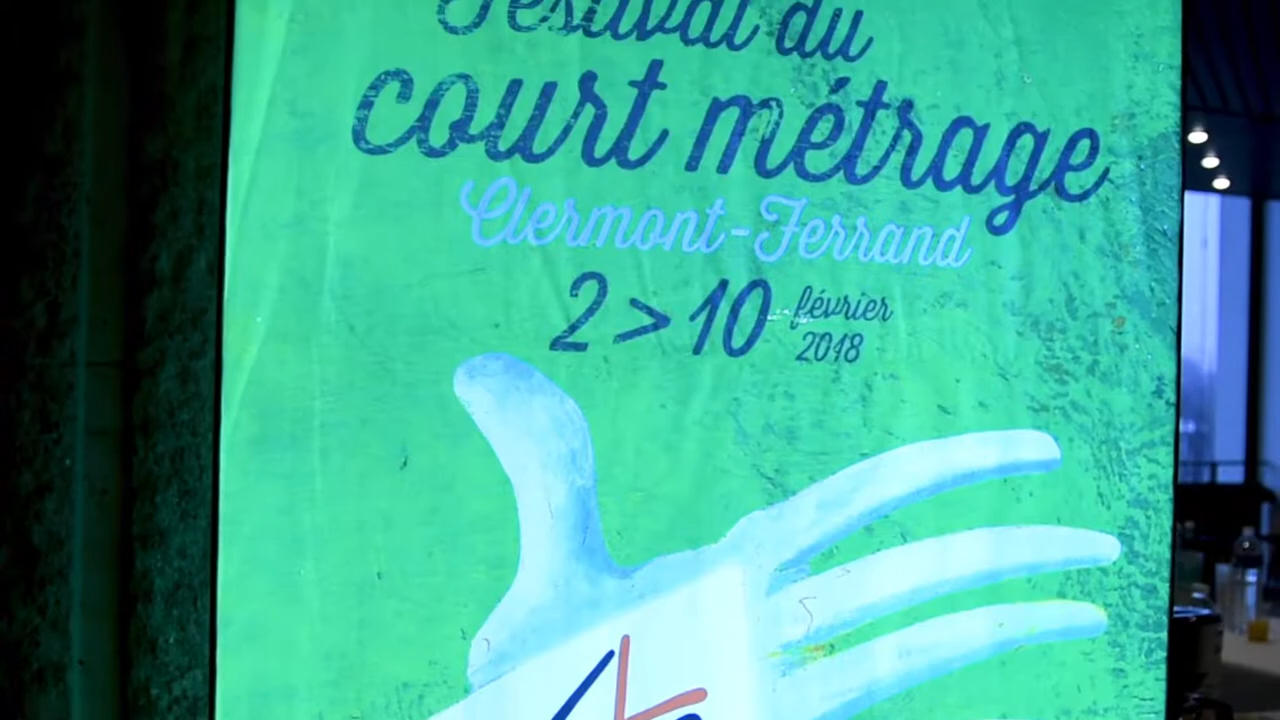 Festival du
court métrage
Clermont-Ferrand
2 > 10 février
2018